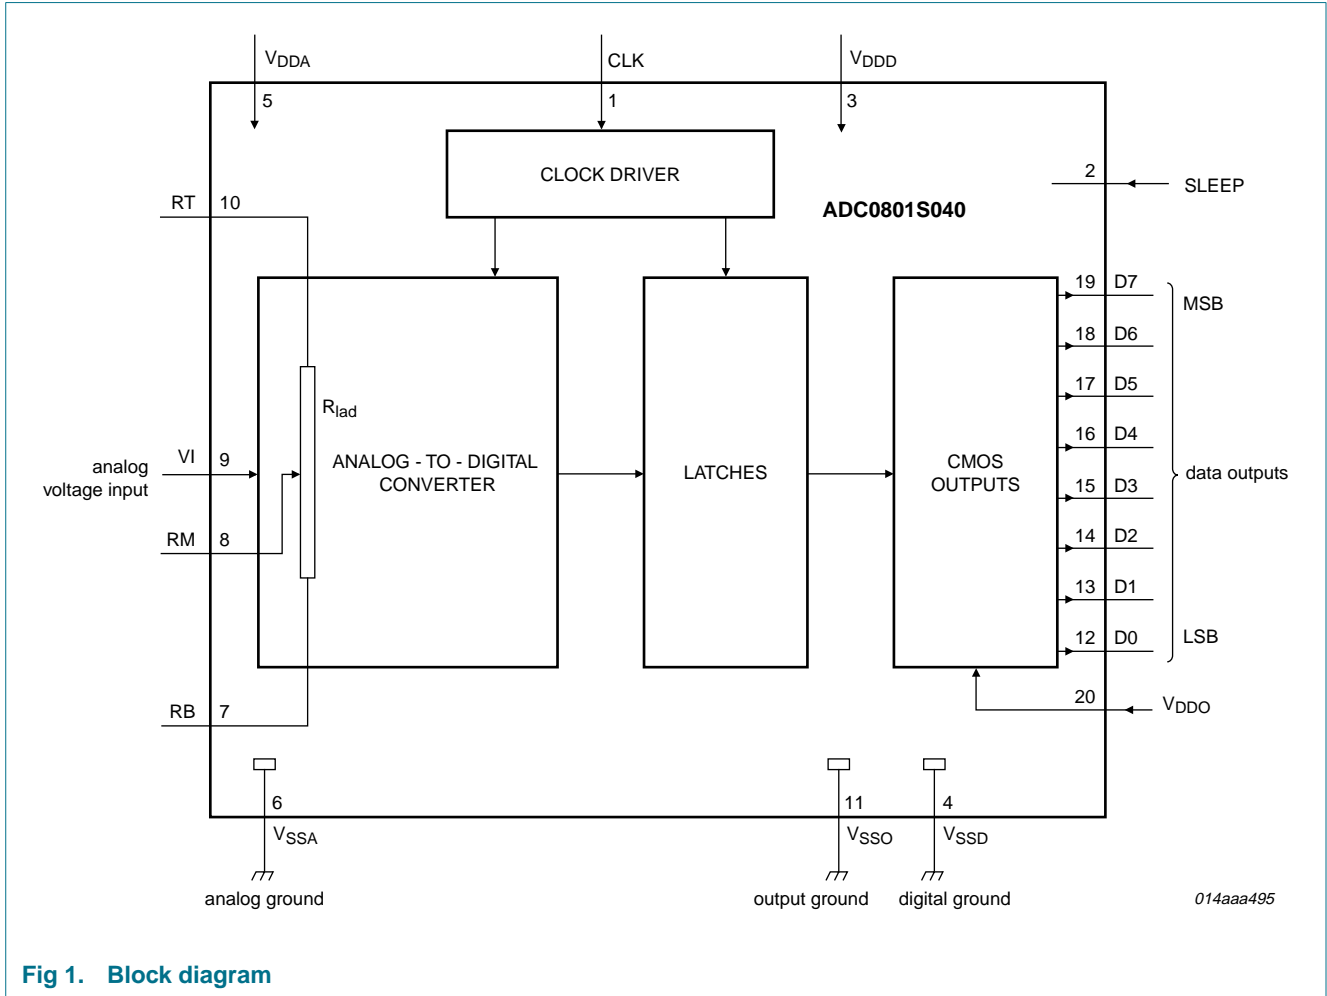 VDDA
CLK
VDDD
5
1
3
CLOCK DRIVER
2
SLEEP
ADC0801S040
RT
10
19
D7
MSB
18
D6
17
D5
Rlad
16
D4
VI
9
analog
voltage input
ANALOG - TO - DIGITAL
CONVERTER
LATCHES
CMOS
OUTPUTS
data outputs
15
D3
RM
8
14
D2
13
D1
12
D0
LSB
RB
7
20
VDDO
6
11
4
VSSA
VSSO
VSSD
analog ground
output ground
digital ground
014aaa495
Fig 1. Block diagram